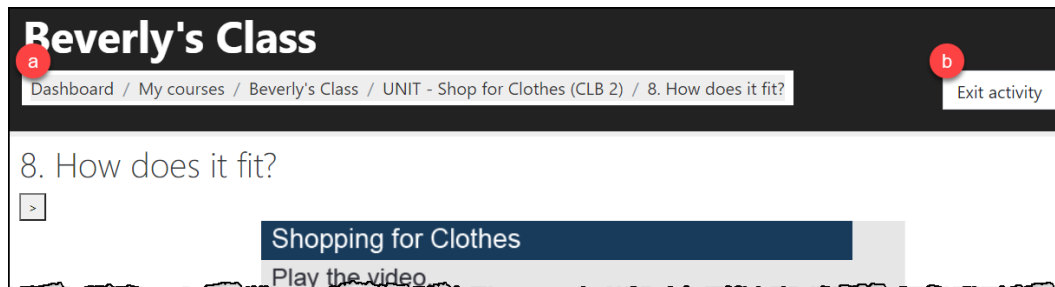 Beverly's Class
a
b
Dashboard / My courses / Beverly's Class / UNIT - Shop for Clothes (CLB 2) / 8. How does it fit?
Exit activity
8. How does it fit?
>
Shopping for Clothes
Play the video